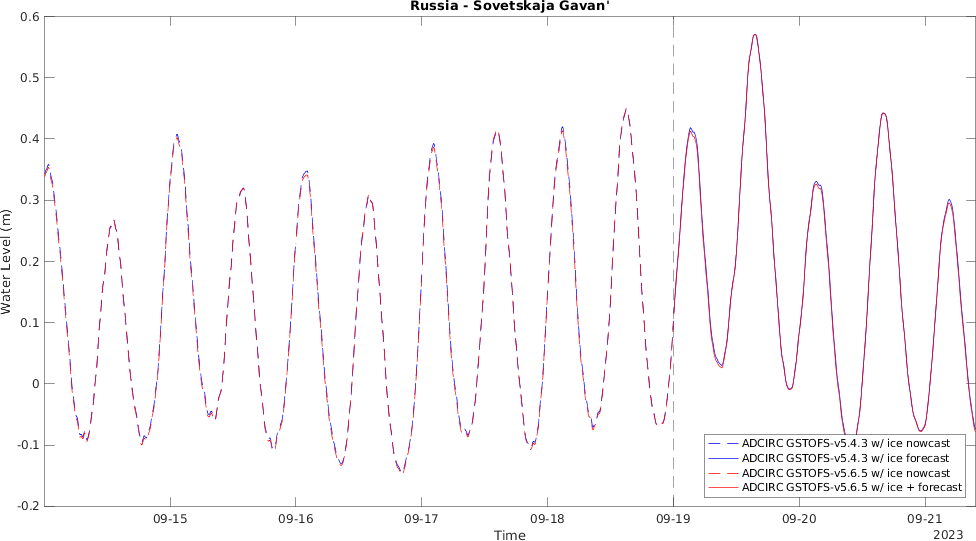 Russia - Sovetskaja Gavan'
0.6
0.5
0.4
0.3
0.2
0.1
0
-0.1
-0.2
Water Level (m)
09-15
09-16
09-17
09-18
09-19
09-20
09-21
Time
2023
ADCIRC GSTOFS-v5.4.3 w/ ice nowcast
ADCIRC GSTOFS-v5.4.3 w/ ice forecast
ADCIRC GSTOFS-v5.6.5 w/ ice nowcast
ADCIRC GSTOFS-v5.6.5 w/ ice + forecast